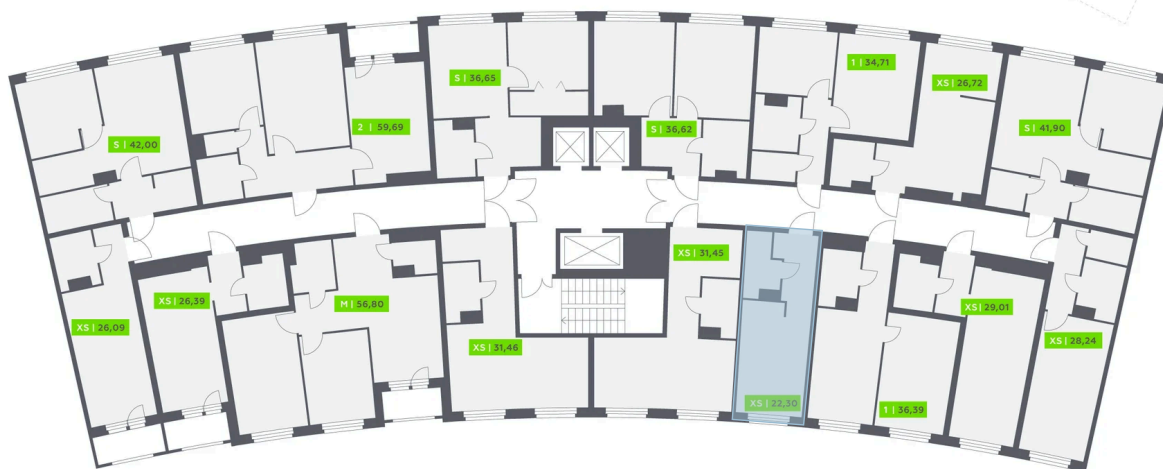 S | 42,00
2 | 59,69
S | 36,65
S | 36,62
1 | 34,71
XS | 26,72
S | 41,90
XS | 26,09
XS | 26,39
M | 56,80
XS | 31,46
XS | 31,45
XS | 22,30
1 | 36,39
XS | 29,01
XS | 28,24